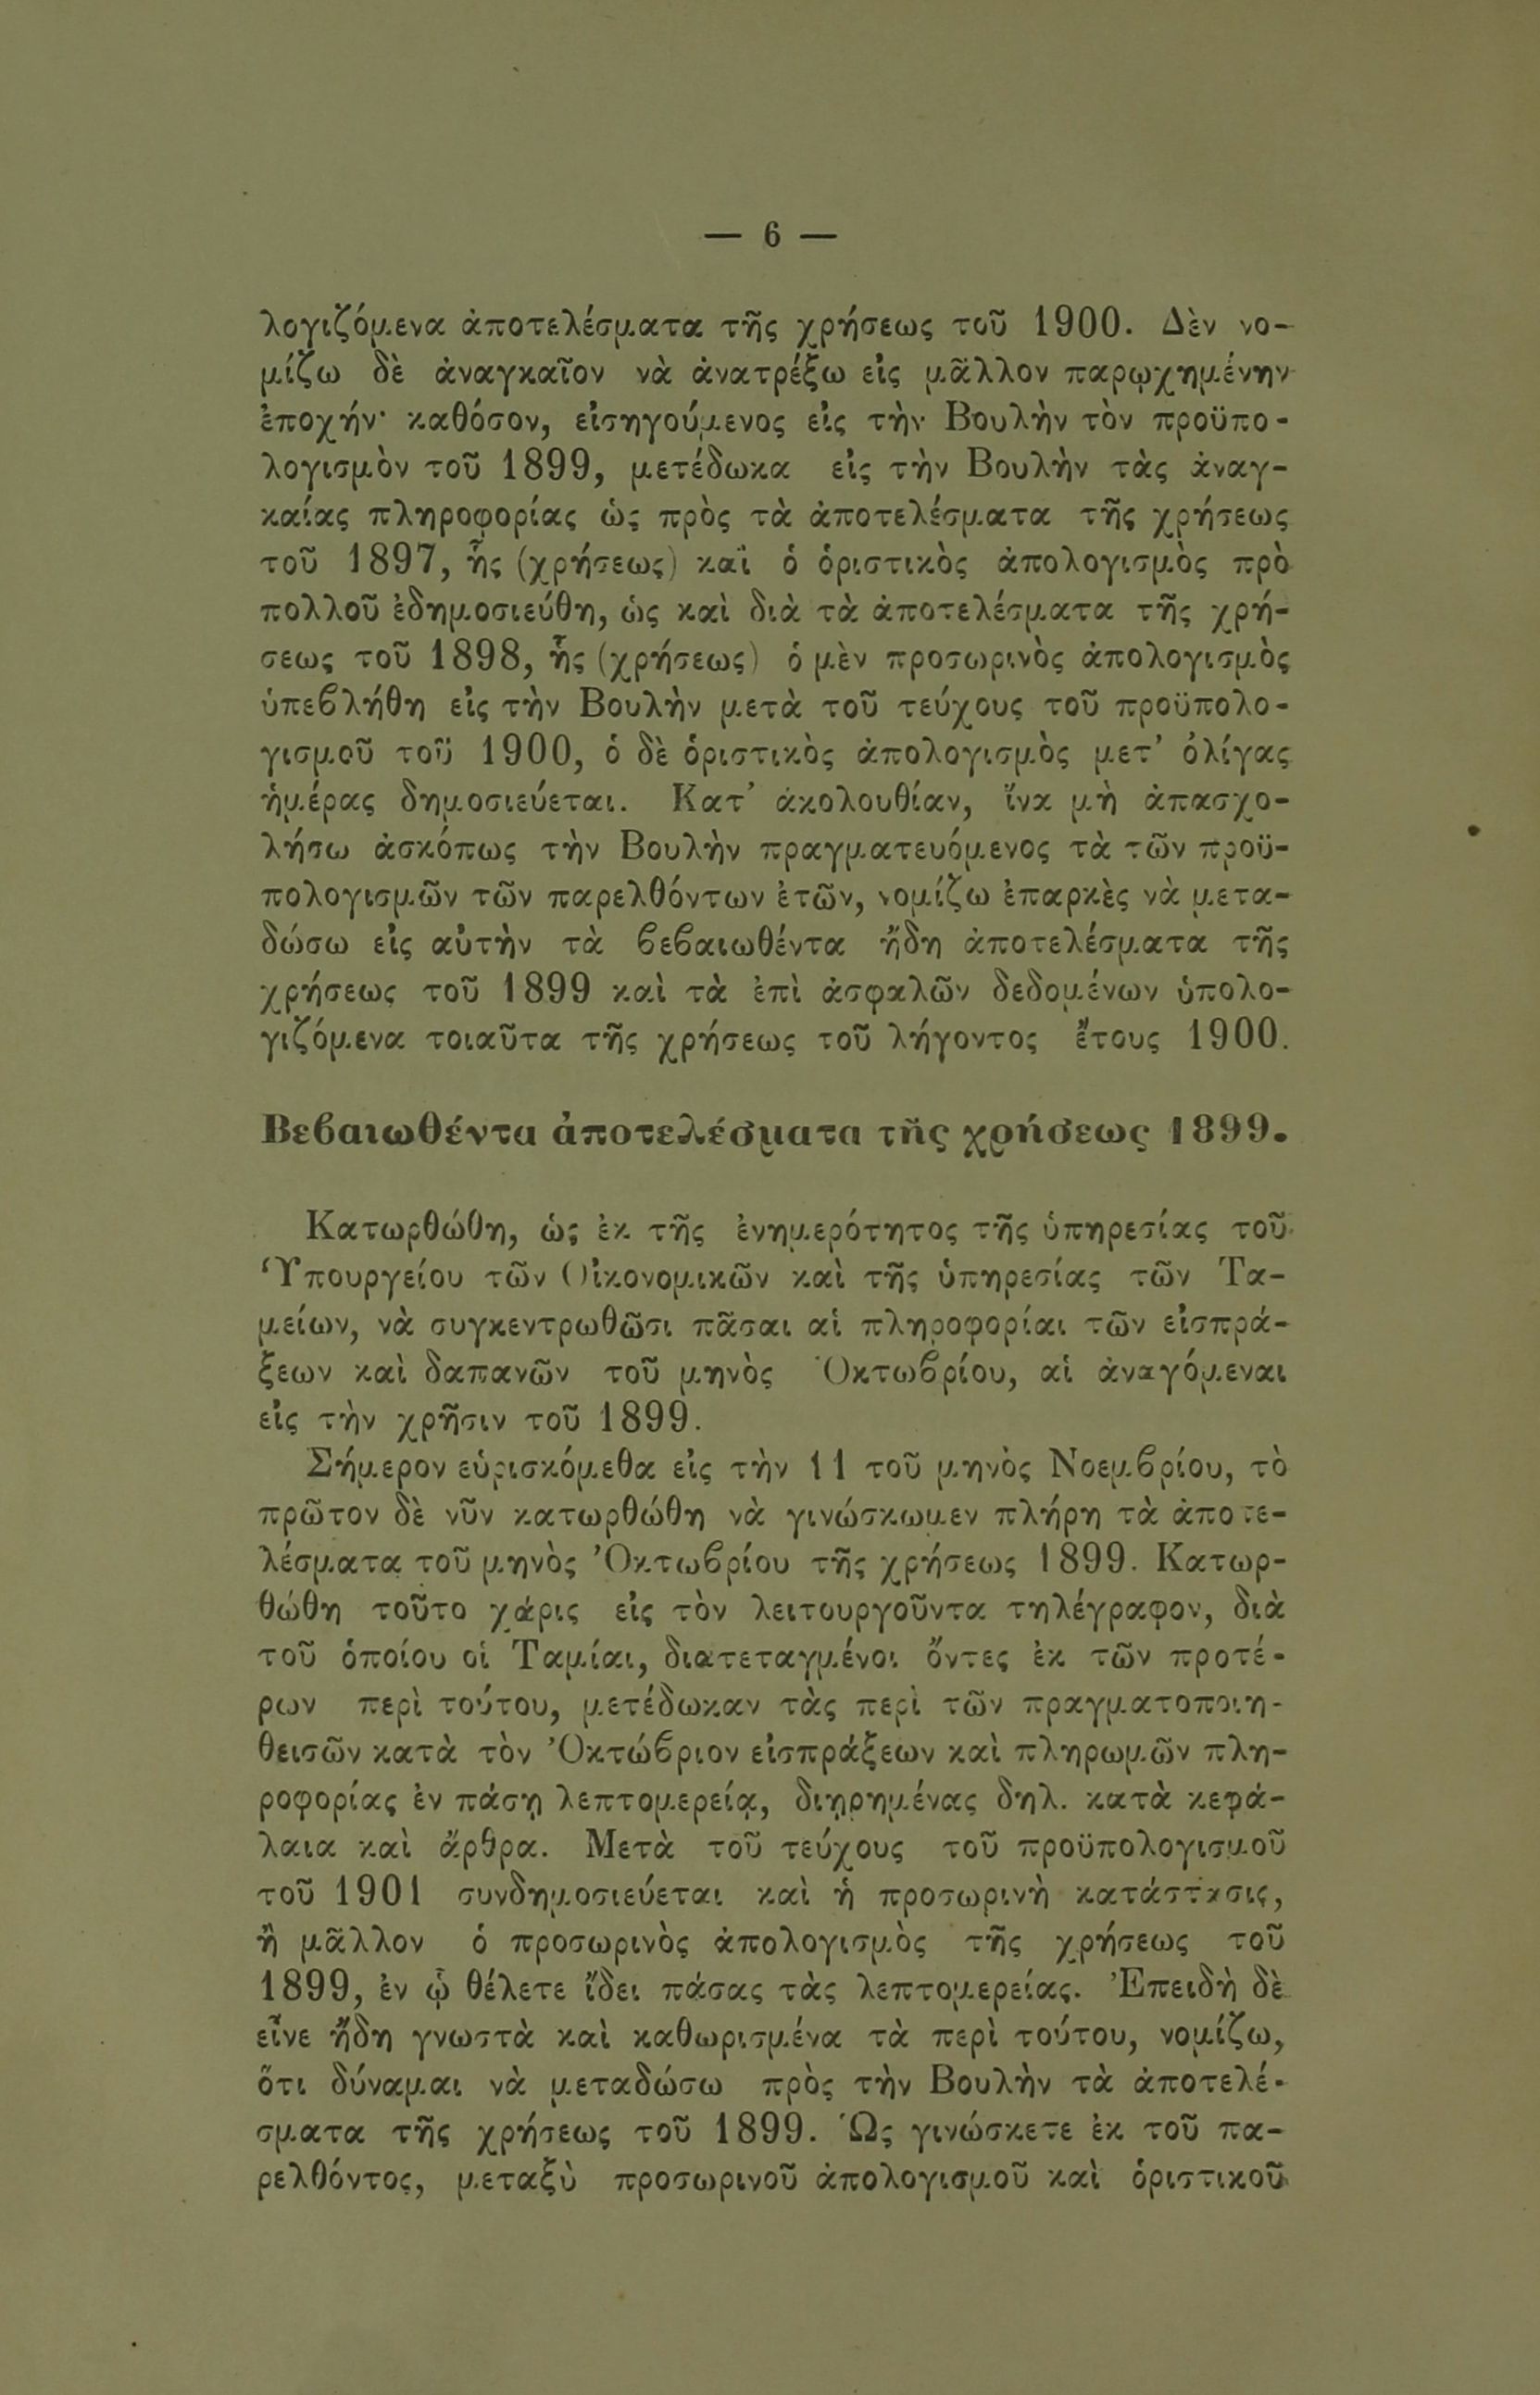 — 6 —
λογιζόμενα ἀποτελέσματα τῆς χρήσεως τοῦ 1900. Δὲν νο-
μίζω δὲ ἀναγκαῖον νὰ ἀνατρέξω εἰς μᾶλλον παρῳχημένην
ἐποχήν· καθόσον, εἰσηγούμενος εἰς τὴν Βουλὴν τὸν προϋπο-
λογισμὸν τοῦ 1899, μετέδωκα εἰς τὴν Βουλὴν τὰς ἀναγ-
καίας πληροφορίας ὡς πρὸς τὰ ἀποτελέσματα τῆς χρήσεως
τοῦ 1897, ἧς (χρήσεως) καὶ ὁ ὁριστικὸς ἀπολογισμὸς πρὸ
πολλοῦ ἐδημοσιεύθη, ὡς καὶ διὰ τὰ ἀποτελέσματα τῆς χρή-
σεως τοῦ 1898, ἧς (χρήσεως) ὁ μὲν προσωρινὸς ἀπολογισμὸς
ὑπεβλήθη εἰς τὴν Βουλὴν μετὰ τοῦ τεύχους τοῦ προϋπολο-
γισμοῦ τοῦ 1900, ὁ δὲ ὁριστικὸς ἀπολογισμὸς μετ’ ὀλίγας
ἡμέρας δημοσιεύεται. Κατ’ ἀκολουθίαν, ἵνα μὴ ἀπασχο-
λήσω ἀσκόπως τὴν Βουλὴν πραγματευόμενος τὰ τῶν προϋ-
πολογισμῶν τῶν παρελθόντων ἐτῶν, νομίζω ἐπαρκὲς νὰ μετα-
δώσω εἰς αὐτὴν τὰ βεβαιωθέντα ἤδη ἀποτελέσματα τῆς
χρήσεως τοῦ 1899 καὶ τὰ ἐπὶ ἀσφαλῶν δεδομένων ὑπολο-
γιζόμενα τοιαῦτα τῆς χρήσεως τοῦ λήγοντος ἔτους 1900.
Βεβαιωθέντα ἀποτελέσματα τῆς χρήσεως 1899.
Κατωρθώθη, ὡς ἐκ τῆς ἐνημερότητος τῆς ὑπηρεσίας τοῦ
Ὑπουργείου τῶν Οἰκονομικῶν καὶ τῆς ὑπηρεσίας τῶν Τα-
μείων, νὰ συγκεντρωθῶσι πᾶσαι αἱ πληροφορίαι τῶν εἰσπρά-
ξεων καὶ δαπανῶν τοῦ μηνὸς Ὀκτωβρίου, αἱ ἀναγόμεναι
εἰς τὴν χρῆσιν τοῦ 1899.
Σήμερον εὑρισκόμεθα εἰς τὴν 11 τοῦ μηνὸς Νοεμβρίου, τὸ
πρῶτον δὲ νῦν κατωρθώθη νὰ γινώσκωμεν πλήρη τὰ ἀποτε-
λέσματα τοῦ μηνὸς Ὀκτωβρίου τῆς χρήσεως 1899. Κατωρ-
θώθη τοῦτο χάρις εἰς τὸν λειτουργοῦντα τηλέγραφον, διὰ
τοῦ ὁποίου οἱ Ταμίαι, διατεταγμένοι ὄντες ἐκ τῶν προτέ-
ρων περὶ τούτου, μετέδωκαν τὰς περὶ τῶν πραγματοποιη-
θεισῶν κατὰ τὸν Ὀκτώβριον εἰσπράξεων καὶ πληρωμῶν πλη-
ροφορίας ἐν πάσῃ λεπτομερείᾳ, διῃρημένας δηλ. κατὰ κεφά-
λαια καὶ ἄρθρα. Μετὰ τοῦ τεύχους τοῦ προϋπολογισμοῦ
τοῦ 1901 συνδημοσιεύεται καὶ ἡ προσωρινὴ κατάστασις,
ἢ μᾶλλον ὁ προσωρινὸς ἀπολογισμὸς τῆς χρήσεως τοῦ
1899, ἐν ᾧ θέλετε ἴδει πάσας τὰς λεπτομερείας. Ἐπειδὴ δὲ
εἶνε ἤδη γνωστὰ καὶ καθωρισμένα τὰ περὶ τούτου, νομίζω,
ὅτι δύναμαι νὰ μεταδώσω πρὸς τὴν Βουλὴν τὰ ἀποτελέ-
σματα τῆς χρήσεως τοῦ 1899. Ὡς γινώσκετε ἐκ τοῦ πα-
ρελθόντος, μεταξὺ προσωρινοῦ ἀπολογισμοῦ καὶ ὁριστικοῦ